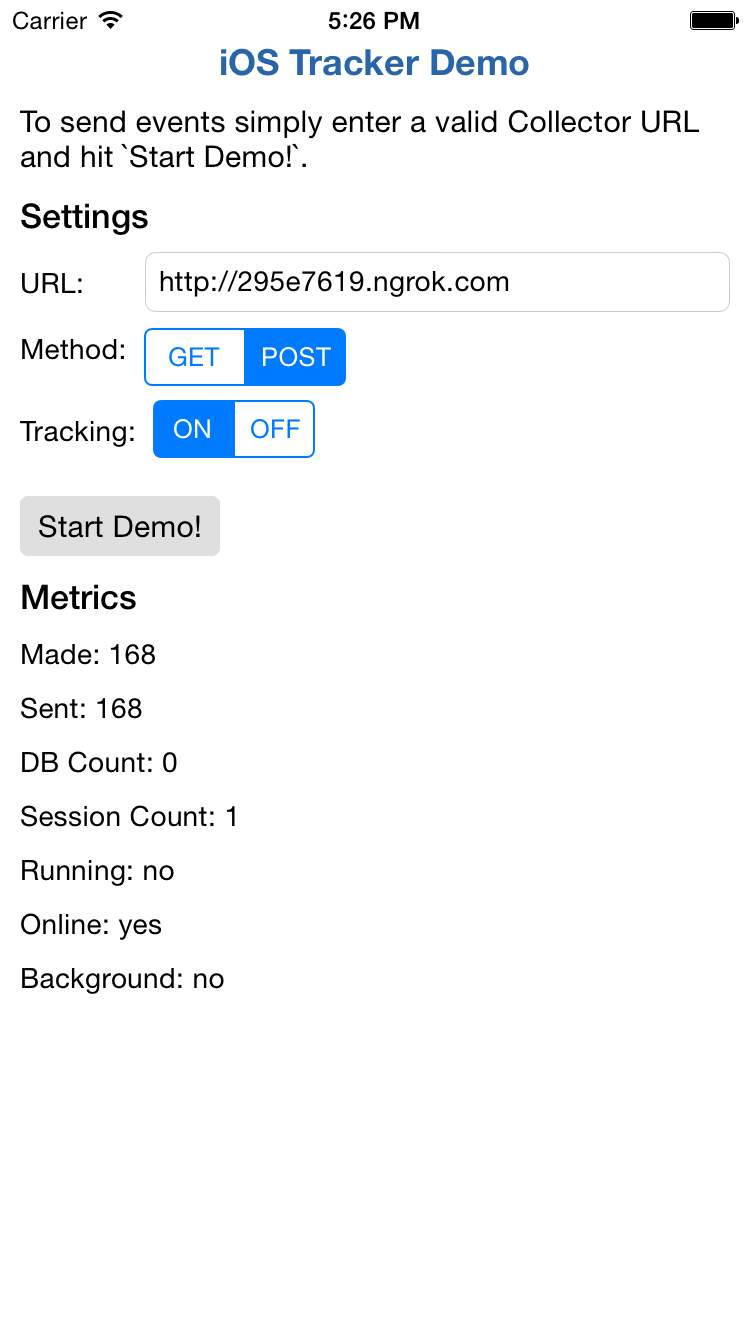 Carrier 5:26 PM
iOS Tracker Demo
To send events simply enter a valid Collector URL
and hit `Start Demo!`.
Settings
URL: http://295e7619.ngrok.com
Method: GET POST
Tracking: ON OFF
Start Demo!
Metrics
Made: 168
Sent: 168
DB Count: 0
Session Count: 1
Running: no
Online: yes
Background: no